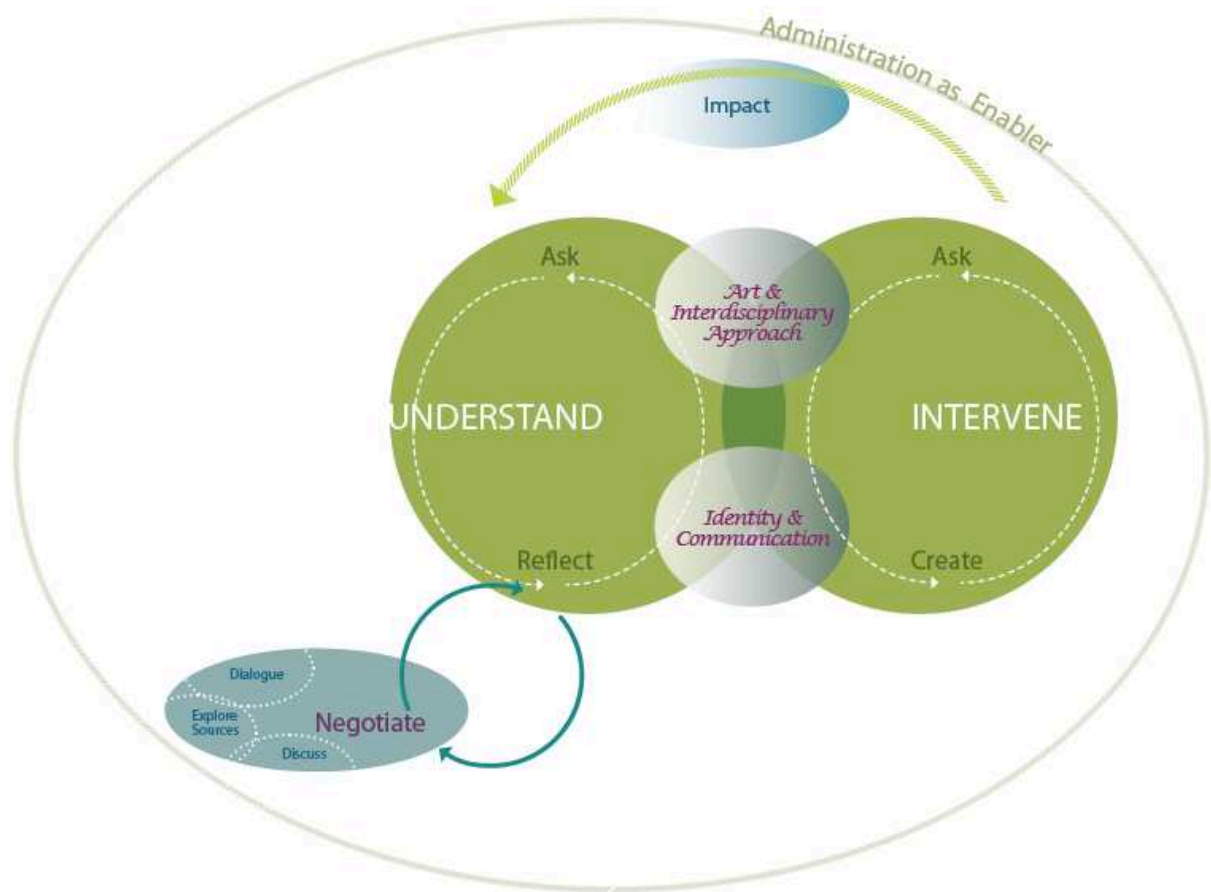 Administration as Enabler
Impact
Ask
Ask
Art &
Interdisciplinary
Approach
UNDERSTAND
INTERVENE
Identity &
Communication
Reflect
Create
Dialogue
Explore
Sources
Negotiate
Discuss